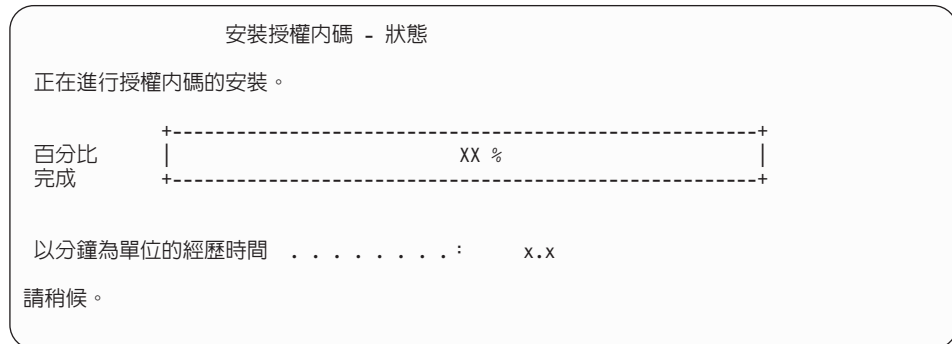 安裝授權內碼 - 狀態
正在進行授權內碼的安裝。
+-------------------------------------------------------+
百分比 | XX % |
完成 +-------------------------------------------------------+
以分鐘為單位的經歷時間 . . . . . . . . : x.x
請稍候。